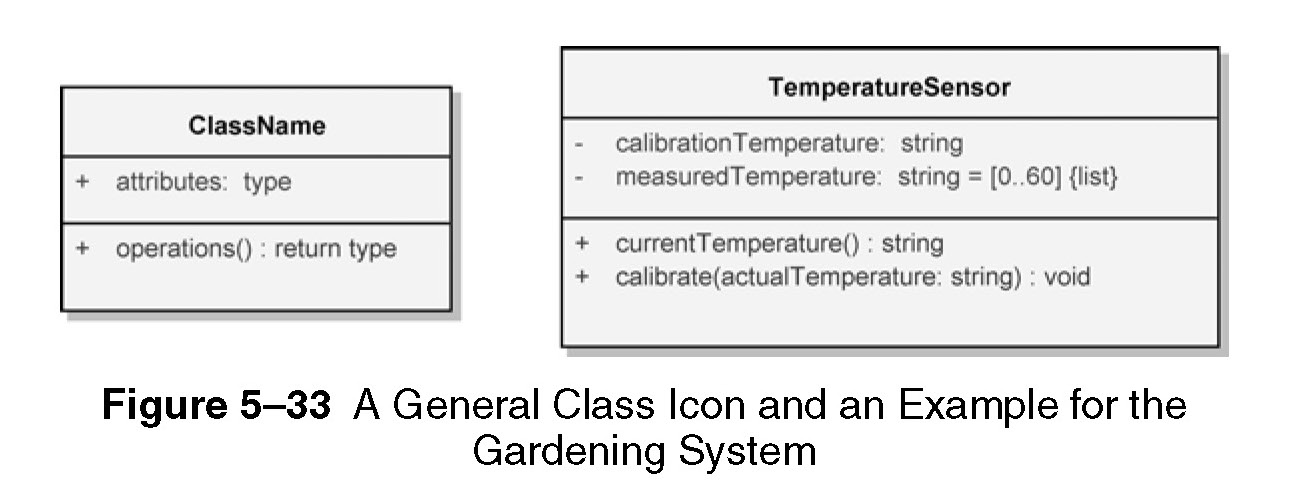 ClassName
+ attributes: type
+ operations() : return type
TemperatureSensor
- calibrationTemperature: string
- measuredTemperature: string = [0..60] {list}
+ currentTemperature() : string
+ calibrate(actualTemperature: string) : void
Figure 5–33 A General Class Icon and an Example for the
Gardening System